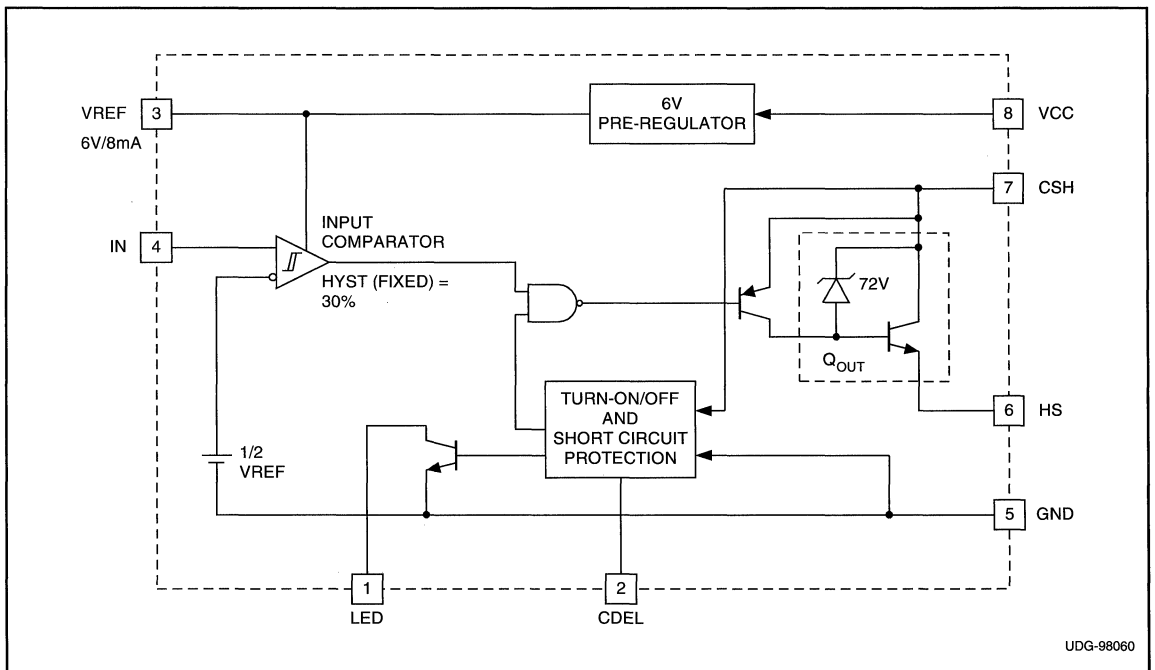 6V
PRE-REGULATOR
VREF
3
8
VCC
6V/8mA
7
CSH
INPUT
COMPARATOR
IN
4
HYST (FIXED) =
30%
72V
QOUT
TURN-ON/OFF
AND
SHORT CIRCUIT
PROTECTION
6
HS
1/2
VREF
5
GND
1
LED
2
CDEL
UDG-98060